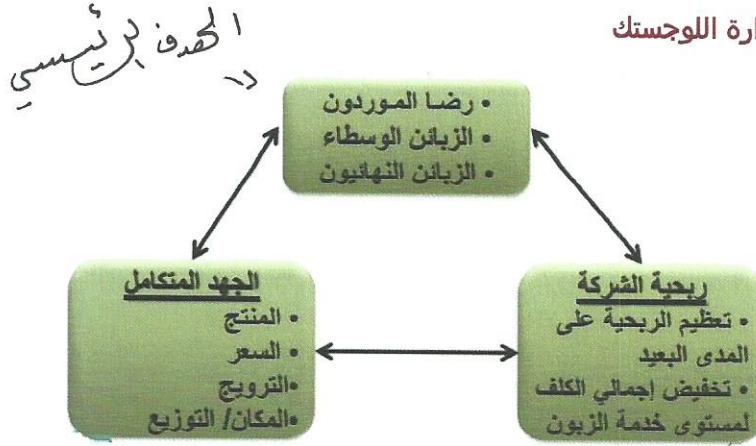 دارة اللوجستك
الهدف الرئيسي
• رضا الموردون
• الزبائن الوسطاء
• الزبائن النهائيون
الجهد المتكامل
• المنتج
• السعر
•الترويج
•المكان/ التوزيع
ربحية الشركة
• تعظيم الربحية على
المدى البعيد
• تخفيض إجمالي الكلف
لمستوى خدمة الزبون